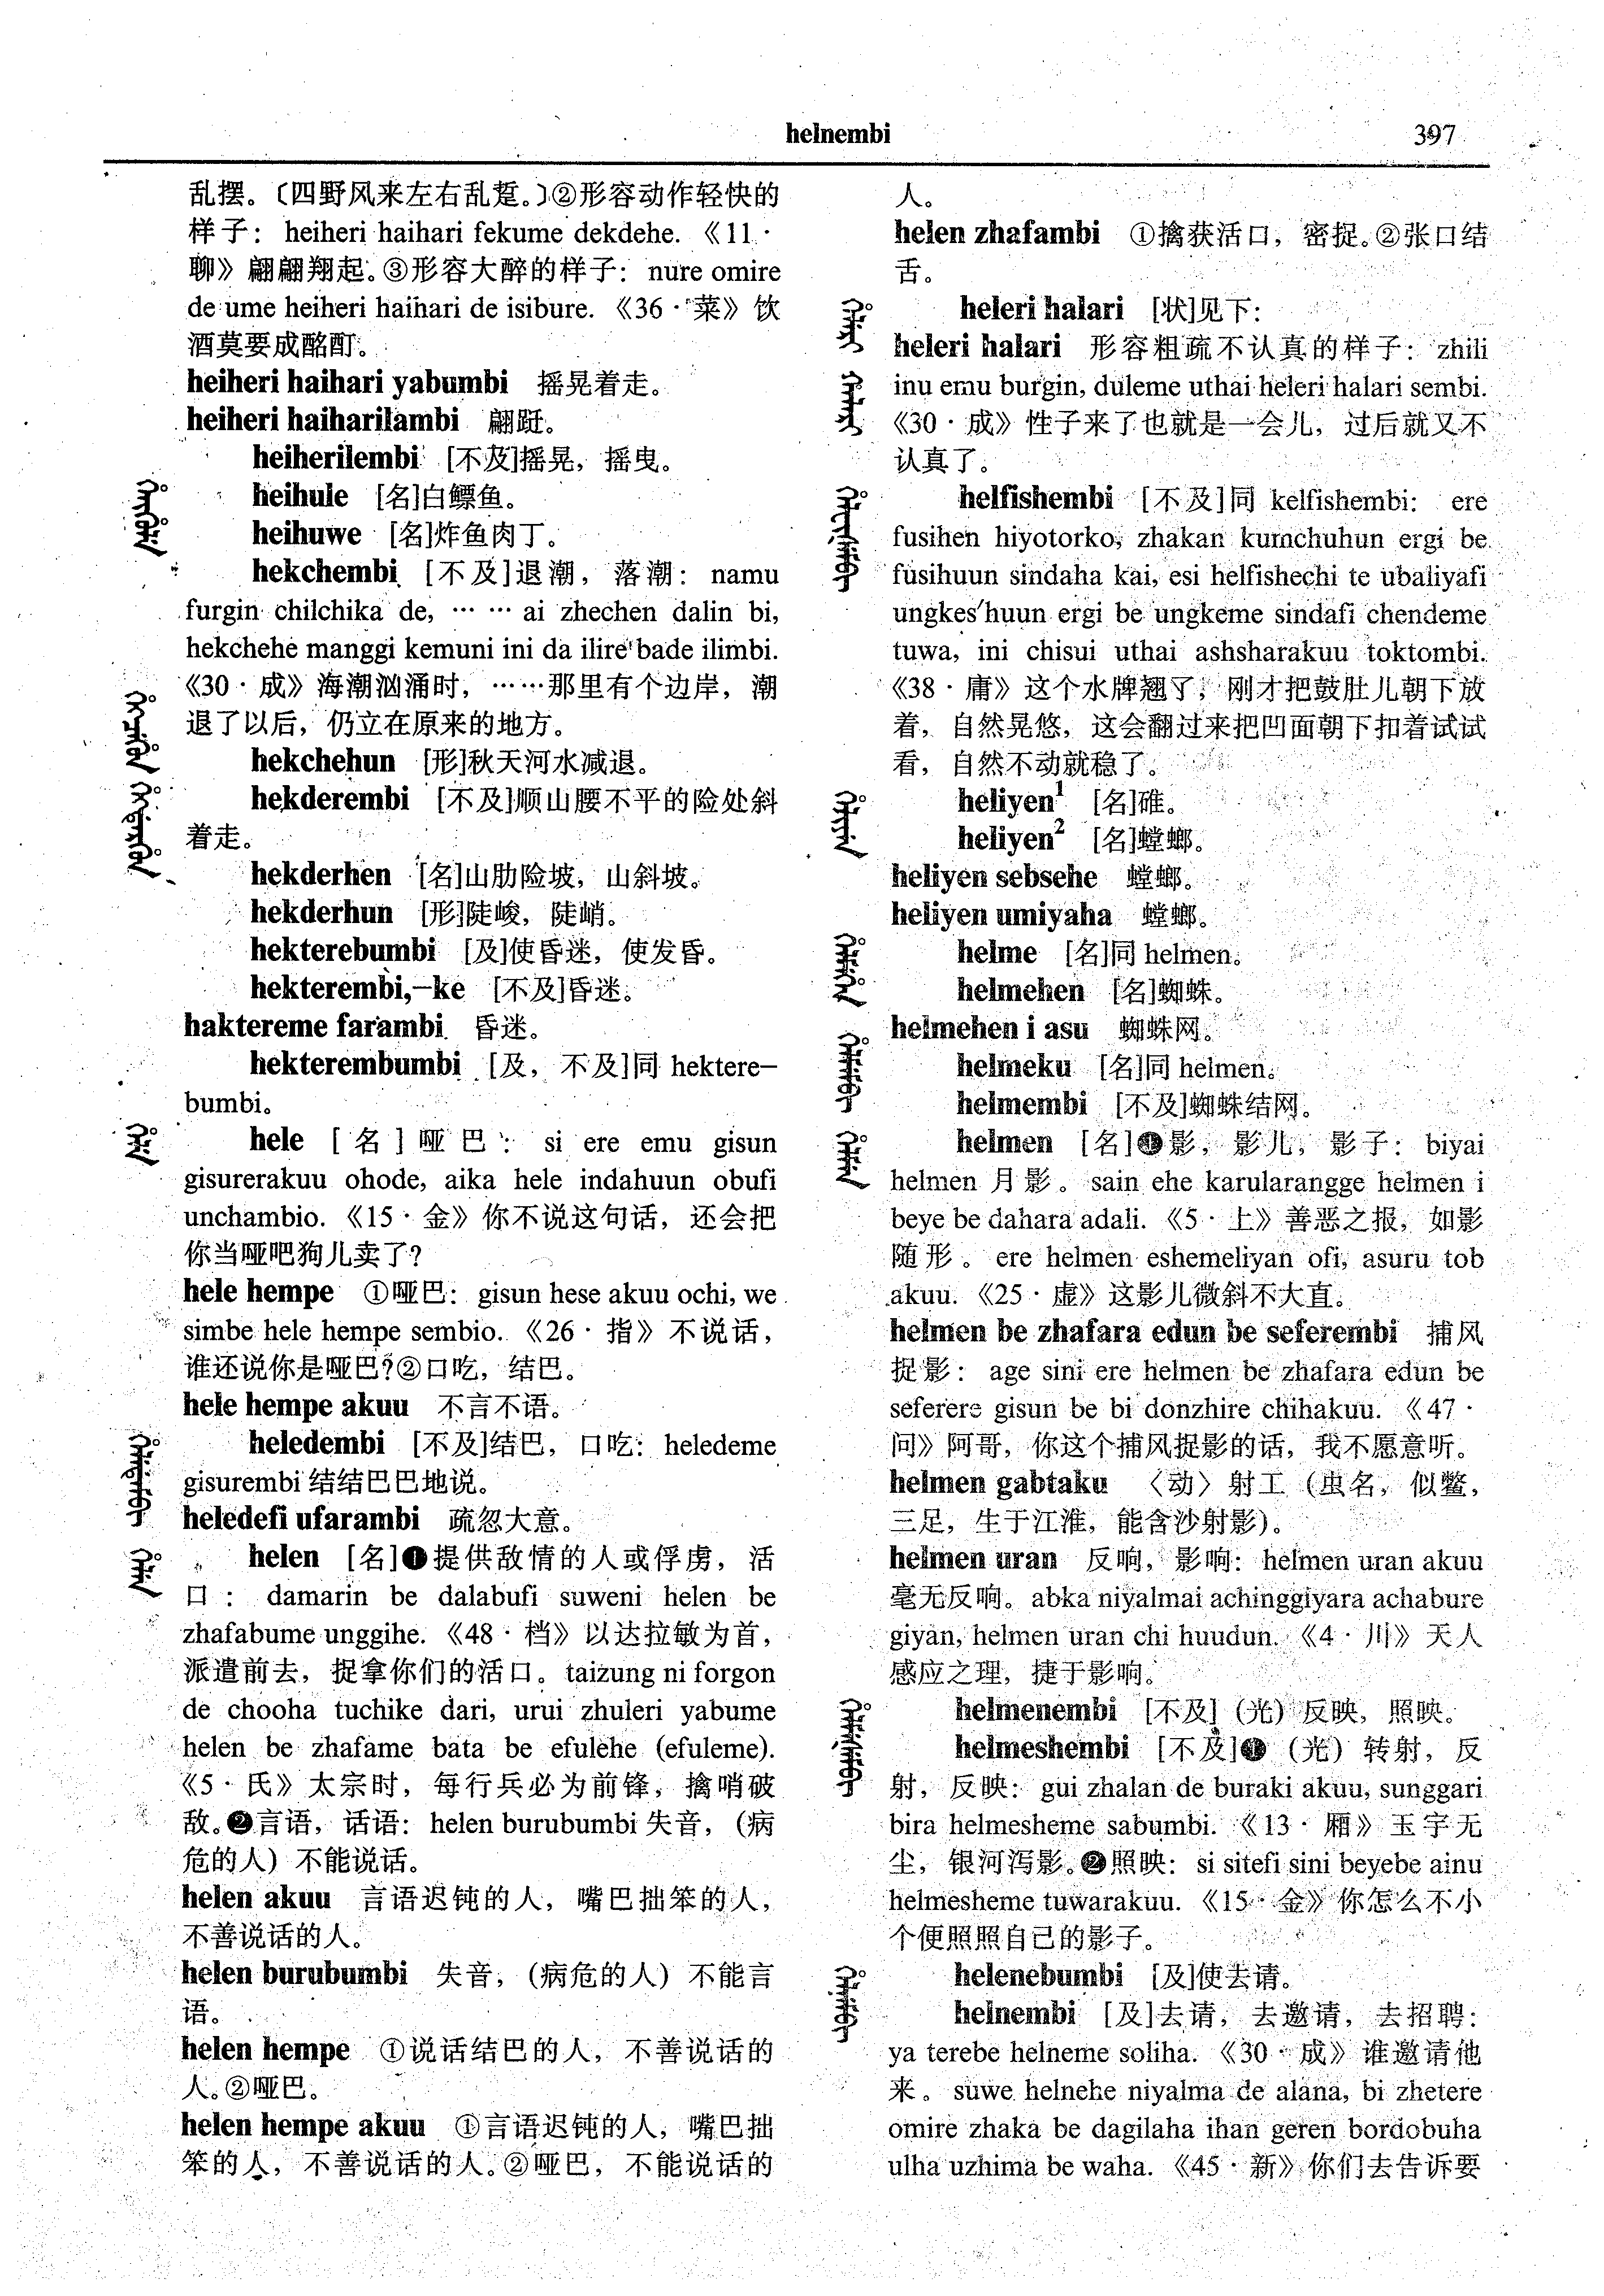 helnembi
397
乱摆。〔四野风来左右乱踅。〕②形容动作轻快的
样子： heiheri haihari fekume dekdehe. 《11·
聊》翩翩翔起。③形容大醉的样子： nure omire
de ume heiheri haihari de isibure. 《36·菜》饮
酒莫要成酩酊。
heiheri haihari yabumbi 摇晃着走。
heiheri haiharilambi 翩跹。
heiherilembi [不及]摇晃，摇曳。
heihule [名]白鳔鱼。
heihuwe [名]炸鱼肉丁。
hekchembi [不及]退潮，落潮： namu
furgin chilchika de, …… ai zhechen dalin bi,
hekchehe manggi kemuni ini da ilire bade ilimbi.
《30·成》海潮汹涌时，……那里有个边岸，潮
退了以后，仍立在原来的地方。
hekchehun [形]秋天河水减退。
hekderembi [不及]顺山腰不平的险处斜
着走。
hekderhen [名]山肋险坡，山斜坡。
hekderhun [形]陡峻，陡峭。
hekterebumbi [及]使昏迷，使发昏。
hekterembi,–ke [不及]昏迷。
haktereme farambi 昏迷。
hekterembumbi [及，不及]同 hektere–
bumbi。
hele [名]哑巴： si ere emu gisun
gisurerakuu ohode, aika hele indahuun obufi
unchambio. 《15·金》你不说这句话，还会把
你当哑吧狗儿卖了？
hele hempe ①哑巴： gisun hese akuu ochi, we
simbe hele hempe sembio. 《26·指》不说话，
谁还说你是哑巴？②口吃，结巴。
hele hempe akuu 不言不语。
heledembi [不及]结巴，口吃： heledeme
gisurembi 结结巴巴地说。
heledefi ufarambi 疏忽大意。
helen [名]❶提供敌情的人或俘虏，活
口： damarin be dalabufi suweni helen be
zhafabume unggihe. 《48·档》以达拉敏为首，
派遣前去，捉拿你们的活口。taizung ni forgon
de chooha tuchike dari, urui zhuleri yabume
helen be zhafame bata be efulehe (efuleme).
《5·氏》太宗时，每行兵必为前锋，擒哨破
敌。❷言语，话语： helen burubumbi 失音，(病
危的人）不能说话。
helen akuu 言语迟钝的人，嘴巴拙笨的人，
不善说话的人。
helen burubumbi 失音，(病危的人）不能言
语。
helen hempe ①说话结巴的人，不善说话的
人。②哑巴。
helen hempe akuu ①言语迟钝的人，嘴巴拙
笨的人，不善说话的人。②哑巴，不能说话的
人。
helen zhafambi ①擒获活口，密捉。②张口结
舌。
heleri halari [状]见下：
heleri halari 形容粗疏不认真的样子： zhili
inu emu burgin, duleme uthai heleri halari sembi.
《30·成》性子来了也就是一会儿，过后就又不
认真了。
helfishembi [不及]同 kelfishembi： ere
fusihen hiyotorko, zhakan kumchuhun ergi be
fusihuun sindaha kai, esi helfishechi te ubaliyafi
ungkes'huun ergi be ungkeme sindafi chendeme
tuwa, ini chisui uthai ashsharakuu toktombi.
《38·庸》这个水牌翘了，刚才把鼓肚儿朝下放
着，自然晃悠，这会翻过来把凹面朝下扣着试试
看，自然不动就稳了。
heliyen¹ [名]碓。
heliyen² [名]螳螂。
heliyen sebsehe 螳螂。
heliyen umiyaha 螳螂。
helme [名]同 helmen。
helmehen [名]蜘蛛。
helmehen i asu 蜘蛛网。
helmeku [名]同 helmen。
helmembi [不及]蜘蛛结网。
helmen [名]❶影，影儿，影子： biyai
helmen 月影。sain ehe karularangge helmen i
beye be dahara adali. 《5·上》善恶之报，如影
随形。 ere helmen eshemeliyan ofi, asuru tob
akuu. 《25·虚》这影儿微斜不大直。
helmen be zhafara edun be seferembi 捕风
捉影： age sini ere helmen be zhafara edun be
seferere gisun be bi donzhire chihakuu. 《47·
问》阿哥，你这个捕风捉影的话，我不愿意听。
helmen gabtaku 〈动〉射工（虫名，似鳖，
三足，生于江淮，能含沙射影）。
helmen uran 反响，影响： helmen uran akuu
毫无反响。abka niyalmai achinggiyara achabure
giyan, helmen uran chi huudun. 《4·川》天人
感应之理，捷于影响。
helmenembi [不及]（光）反映，照映。
helmeshembi [不及]❶（光）转射，反
射，反映： gui zhalan de buraki akuu, sunggari
bira helmesheme sabumbi. 《13·厢》玉宇无
尘，银河泻影。❷照映： si sitefi sini beyebe ainu
helmesheme tuwarakuu. 《15·金》你怎么不小
个便照照自己的影子。
helenebumbi [及]使去请。
helnembi [及]去请，去邀请，去招聘：
ya terebe helneme soliha. 《30·成》谁邀请他
来。 suwe helnehe niyalma de alana, bi zhetere
omire zhaka be dagilaha ihan geren bordobuha
ulha uzhima be waha. 《45·新》你们去告诉要